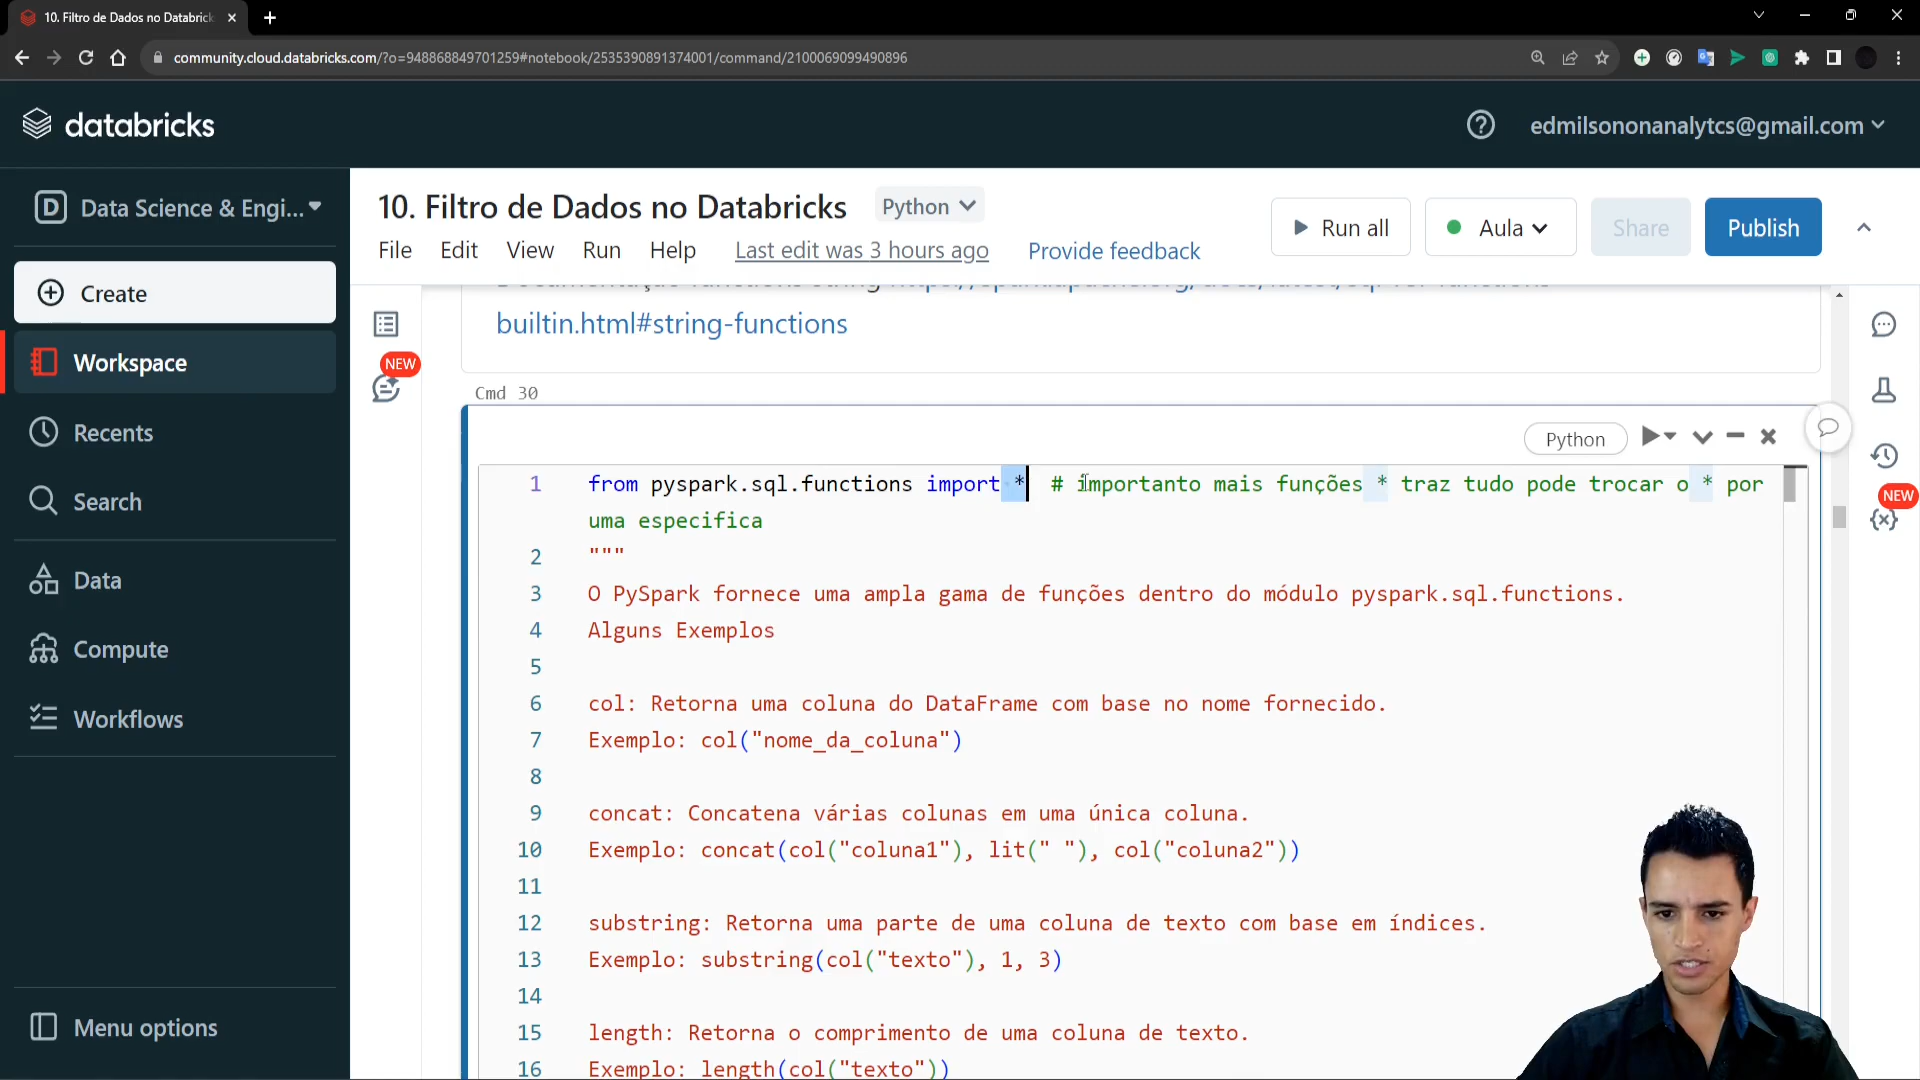 10. Filtro de Dados no Databrick
community.cloud.databricks.com/?o=948868849701259#notebook/2535390891374001/command/2100069099490896
databricks
edmilsononanalytcs@gmail.com
D Data Science & Engi...
Create
Workspace
Recents
Search
Data
Compute
Workflows
Menu options
10. Filtro de Dados no Databricks
Python
File Edit View Run Help Last edit was 3 hours ago Provide feedback
Run all
Aula
Share
Publish
NEW
builtin.html#string-functions
Cmd 30
Python
NEW
1 from pyspark.sql.functions import * # importanto mais funções * traz tudo pode trocar o * por
uma especifica
2 """
3 O PySpark fornece uma ampla gama de funções dentro do módulo pyspark.sql.functions.
4 Alguns Exemplos
5
6 col: Retorna uma coluna do DataFrame com base no nome fornecido.
7 Exemplo: col("nome_da_coluna")
8
9 concat: Concatena várias colunas em uma única coluna.
10 Exemplo: concat(col("coluna1"), lit(" "), col("coluna2"))
11
12 substring: Retorna uma parte de uma coluna de texto com base em índices.
13 Exemplo: substring(col("texto"), 1, 3)
14
15 length: Retorna o comprimento de uma coluna de texto.
16 Exemplo: length(col("texto"))